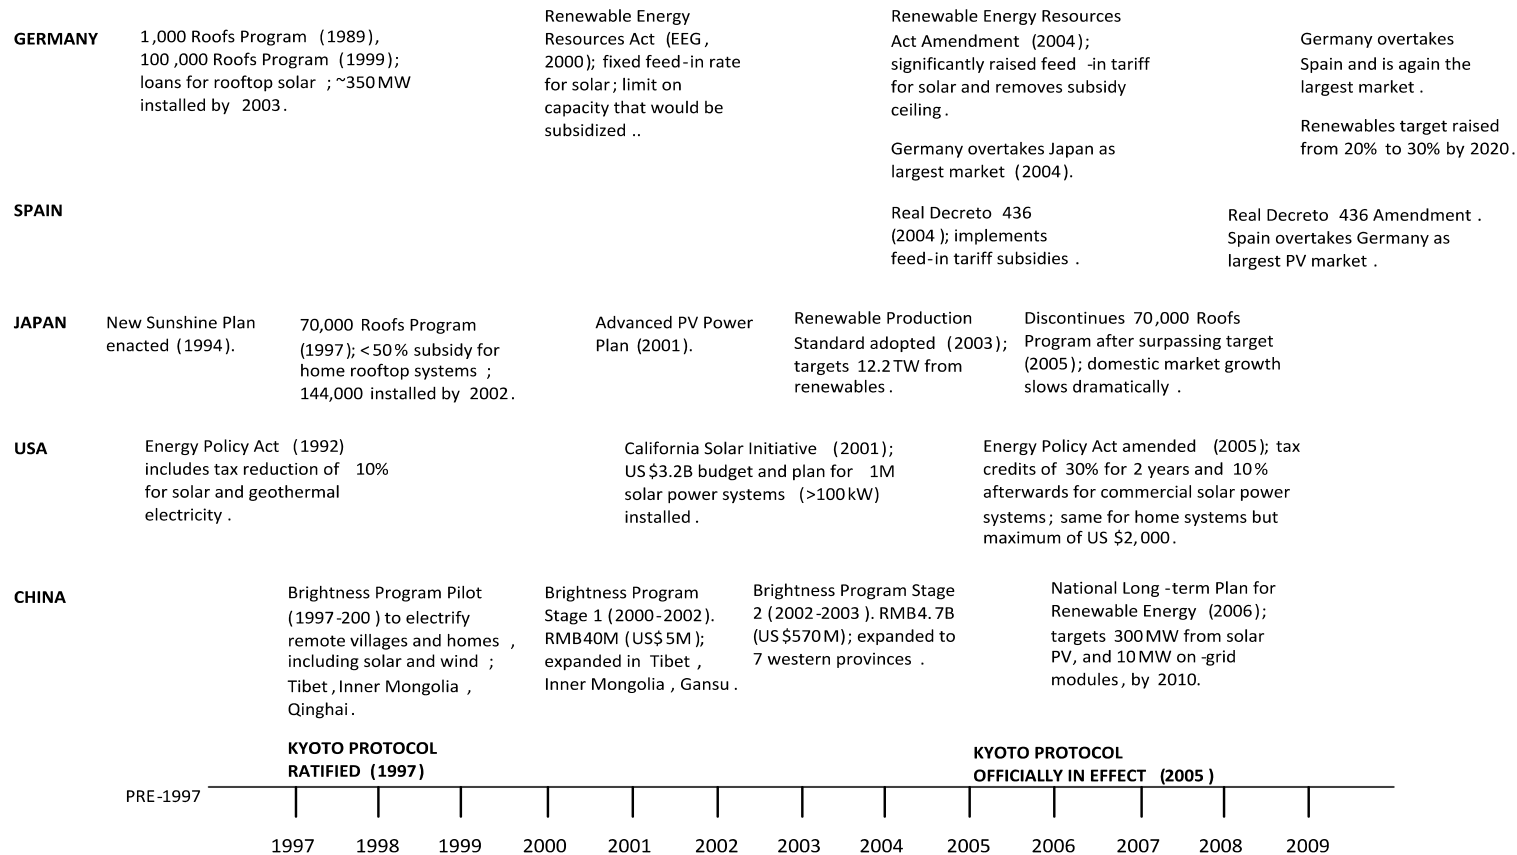 GERMANY
1,000 Roofs Program (1989),
100,000 Roofs Program (1999);
loans for rooftop solar ; ~350MW
installed by 2003.
Renewable Energy
Resources Act (EEG,
2000); fixed feed-in rate
for solar; limit on
capacity that would be
subsidized ..
Renewable Energy Resources
Act Amendment (2004);
significantly raised feed -in tariff
for solar and removes subsidy
ceiling.
Germany overtakes Japan as
largest market (2004).
Germany overtakes
Spain and is again the
largest market .
Renewables target raised
from 20% to 30% by 2020.
SPAIN
Real Decreto 436
(2004); implements
feed-in tariff subsidies .
Real Decreto 436 Amendment .
Spain overtakes Germany as
largest PV market .
JAPAN
New Sunshine Plan
enacted (1994).
70,000 Roofs Program
(1997); <50% subsidy for
home rooftop systems ;
144,000 installed by 2002.
Advanced PV Power
Plan (2001).
Renewable Production
Standard adopted (2003);
targets 12.2TW from
renewables.
Discontinues 70,000 Roofs
Program after surpassing target
(2005); domestic market growth
slows dramatically .
USA
Energy Policy Act (1992)
includes tax reduction of 10%
for solar and geothermal
electricity .
California Solar Initiative (2001);
US$3.2B budget and plan for 1M
solar power systems (>100kW)
installed.
Energy Policy Act amended (2005); tax
credits of 30% for 2 years and 10%
afterwards for commercial solar power
systems; same for home systems but
maximum of US $2,000.
CHINA
Brightness Program Pilot
(1997-200 ) to electrify
remote villages and homes ,
including solar and wind ;
Tibet, Inner Mongolia ,
Qinghai.
Brightness Program
Stage 1 (2000-2002).
RMB40M (US$5M);
expanded in Tibet ,
Inner Mongolia , Gansu .
Brightness Program Stage
2 (2002-2003). RMB4.7B
(US$570M); expanded to
7 western provinces .
National Long -term Plan for
Renewable Energy (2006);
targets 300MW from solar
PV, and 10MW on -grid
modules, by 2010.
KYOTO PROTOCOL
RATIFIED (1997)
KYOTO PROTOCOL
OFFICIALLY IN EFFECT (2005)
PRE-1997
1997 1998 1999 2000 2001 2002 2003 2004 2005 2006 2007 2008 2009